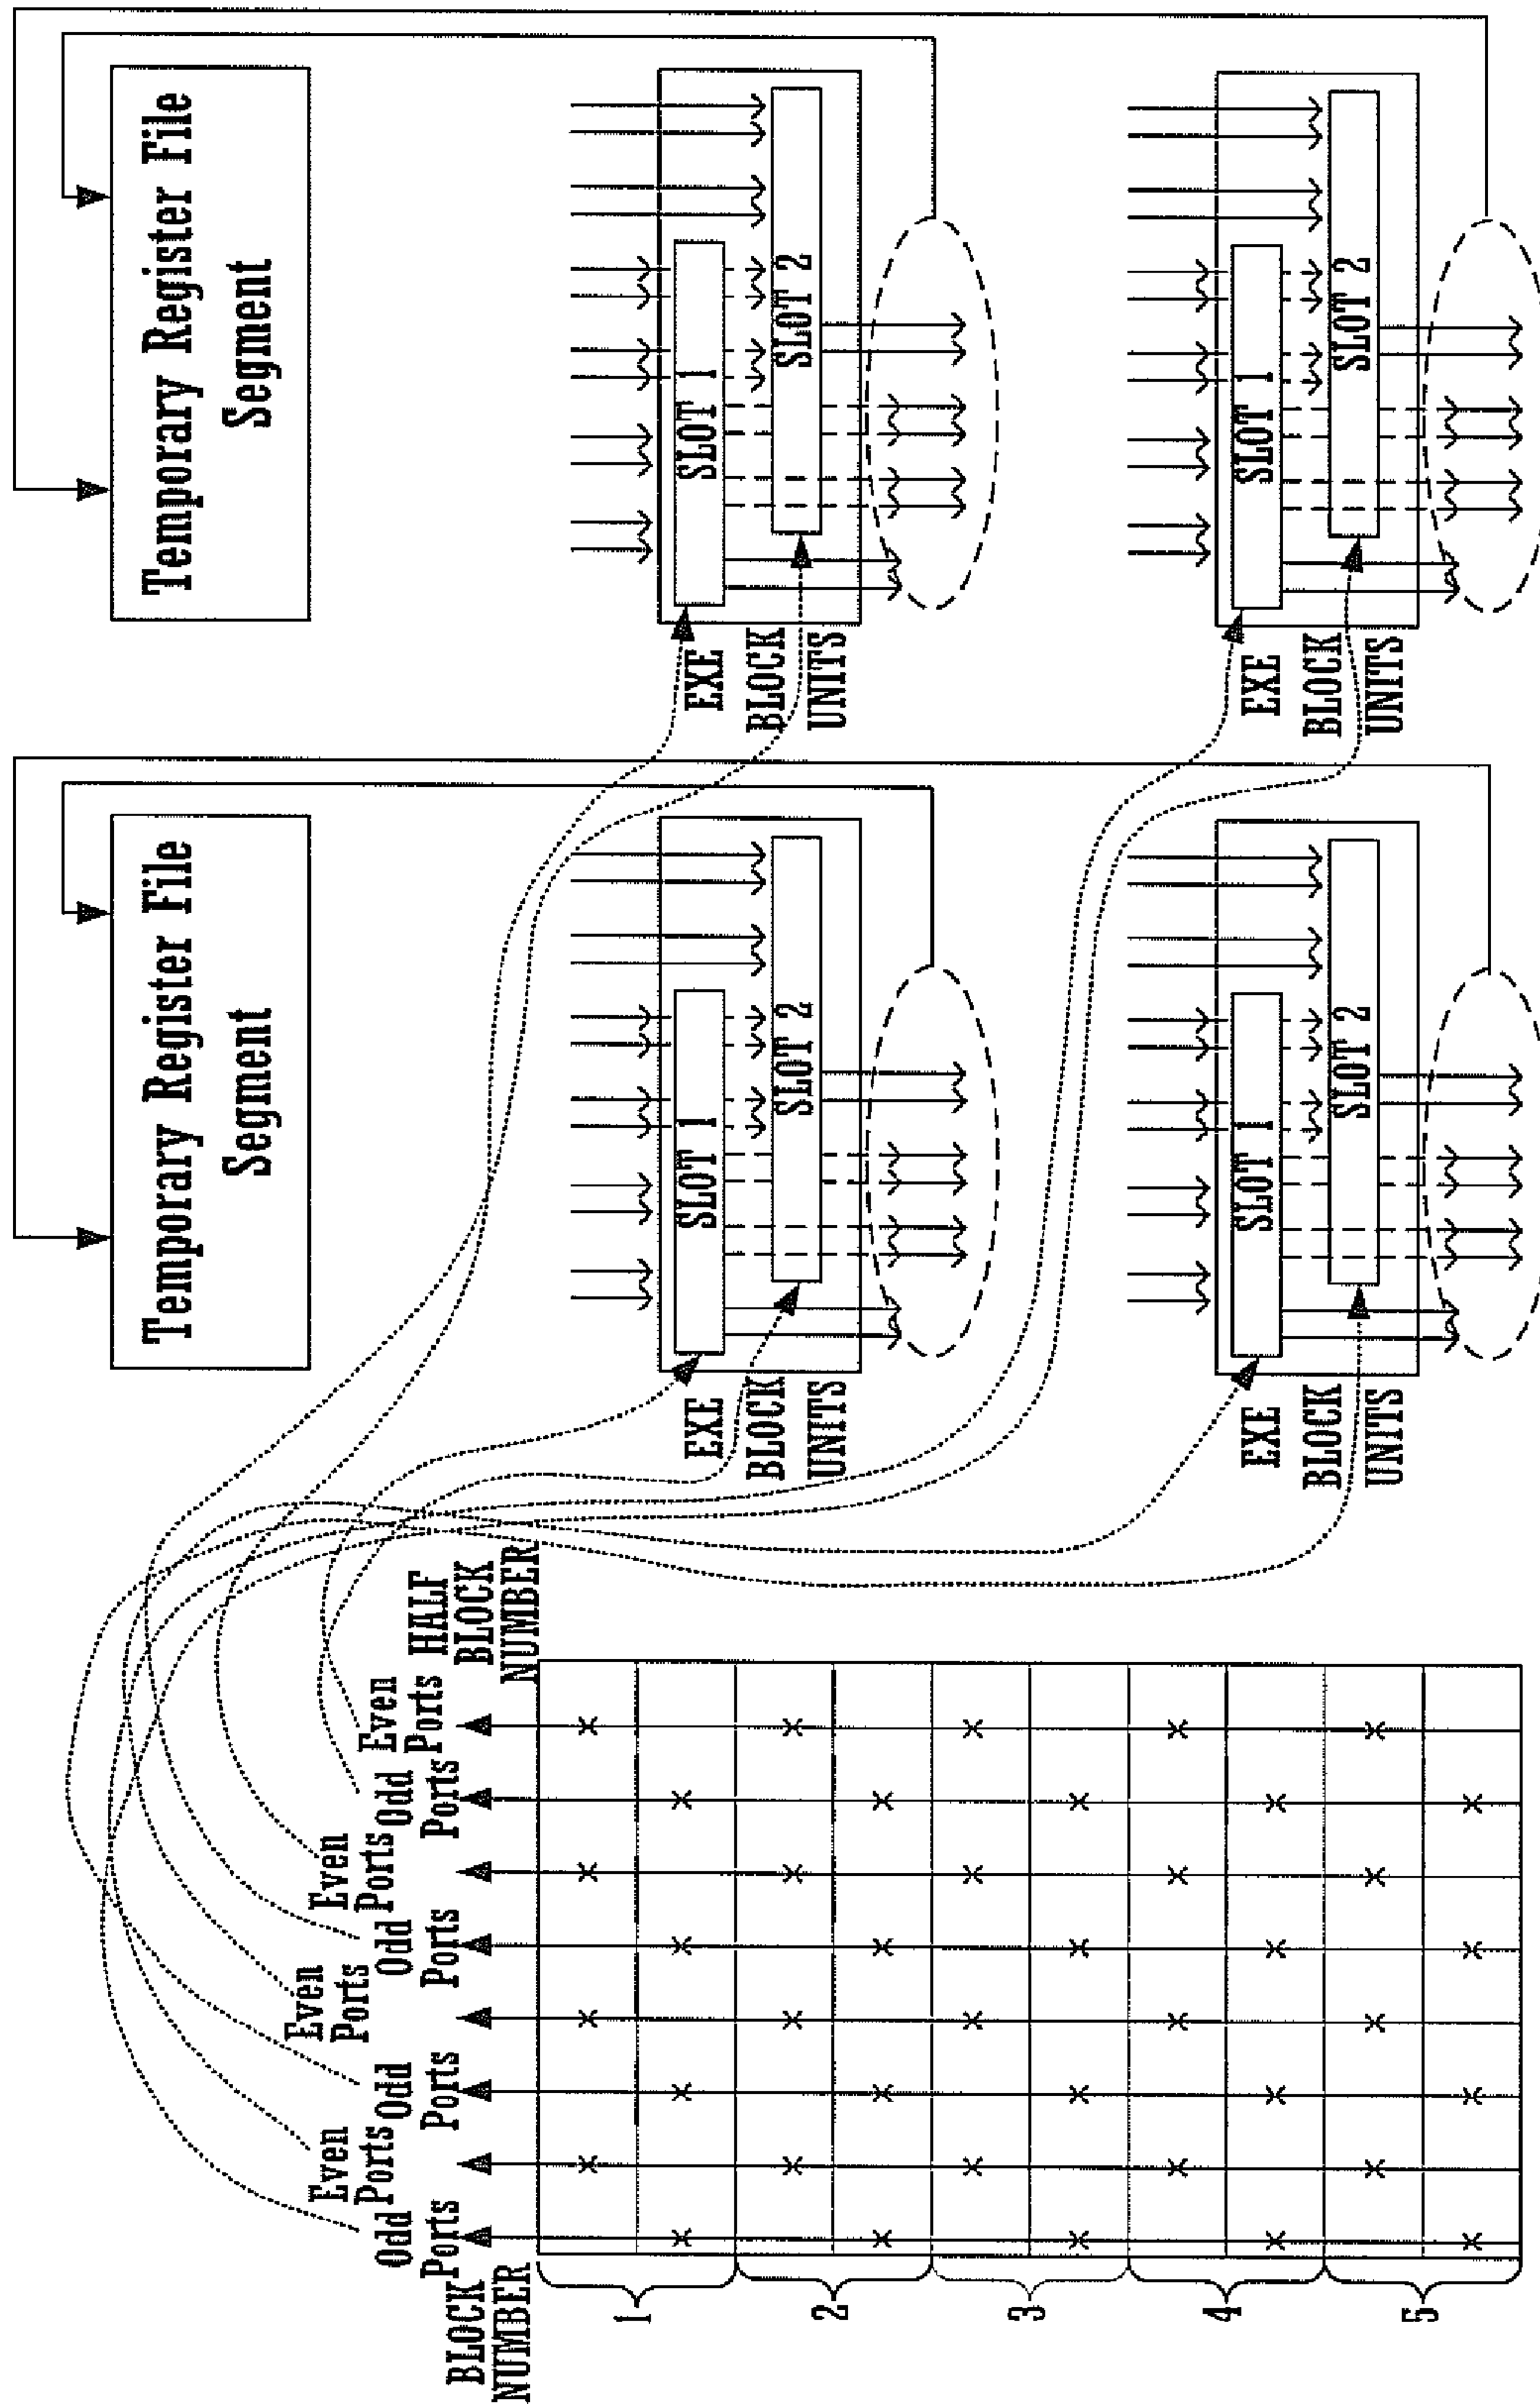 Temporary Register File
Segment
Temporary Register File
Segment
BLOCK
NUMBER
Odd
Ports
Even
Ports
Odd
Ports
Even
Ports
Odd
Ports
Even
Ports
Odd
Ports
Even
Ports
HALF
BLOCK
NUMBER
1
2
3
4
5
EXE
BLOCK
UNITS
SLOT 1
SLOT 2
EXE
BLOCK
UNITS
SLOT 1
SLOT 2
EXE
BLOCK
UNITS
SLOT 1
SLOT 2
EXE
BLOCK
UNITS
SLOT 1
SLOT 2